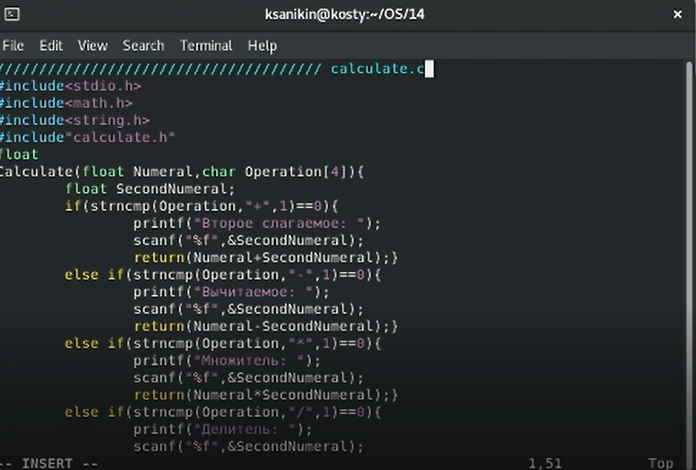 ksanikin@kosty:~/OS/14
File Edit View Search Terminal Help
/////////////////////////////////////// calculate.c
#include<stdio.h>
#include<math.h>
#include<string.h>
#include"calculate.h"
float
Calculate(float Numeral,char Operation[4]){
        float SecondNumeral;
        if(strncmp(Operation,"+",1)==0){
                printf("Второе слагаемое: ");
                scanf("%f",&SecondNumeral);
                return(Numeral+SecondNumeral);}
        else if(strncmp(Operation,"-",1)==0){
                printf("Вычитаемое: ");
                scanf("%f",&SecondNumeral);
                return(Numeral-SecondNumeral);}
        else if(strncmp(Operation,"*",1)==0){
                printf("Множитель: ");
                scanf("%f",&SecondNumeral);
                return(Numeral*SecondNumeral);}
        else if(strncmp(Operation,"/",1)==0){
                printf("Делитель: ");
                scanf("%f",&SecondNumeral);
-- INSERT -- 1,51 Top